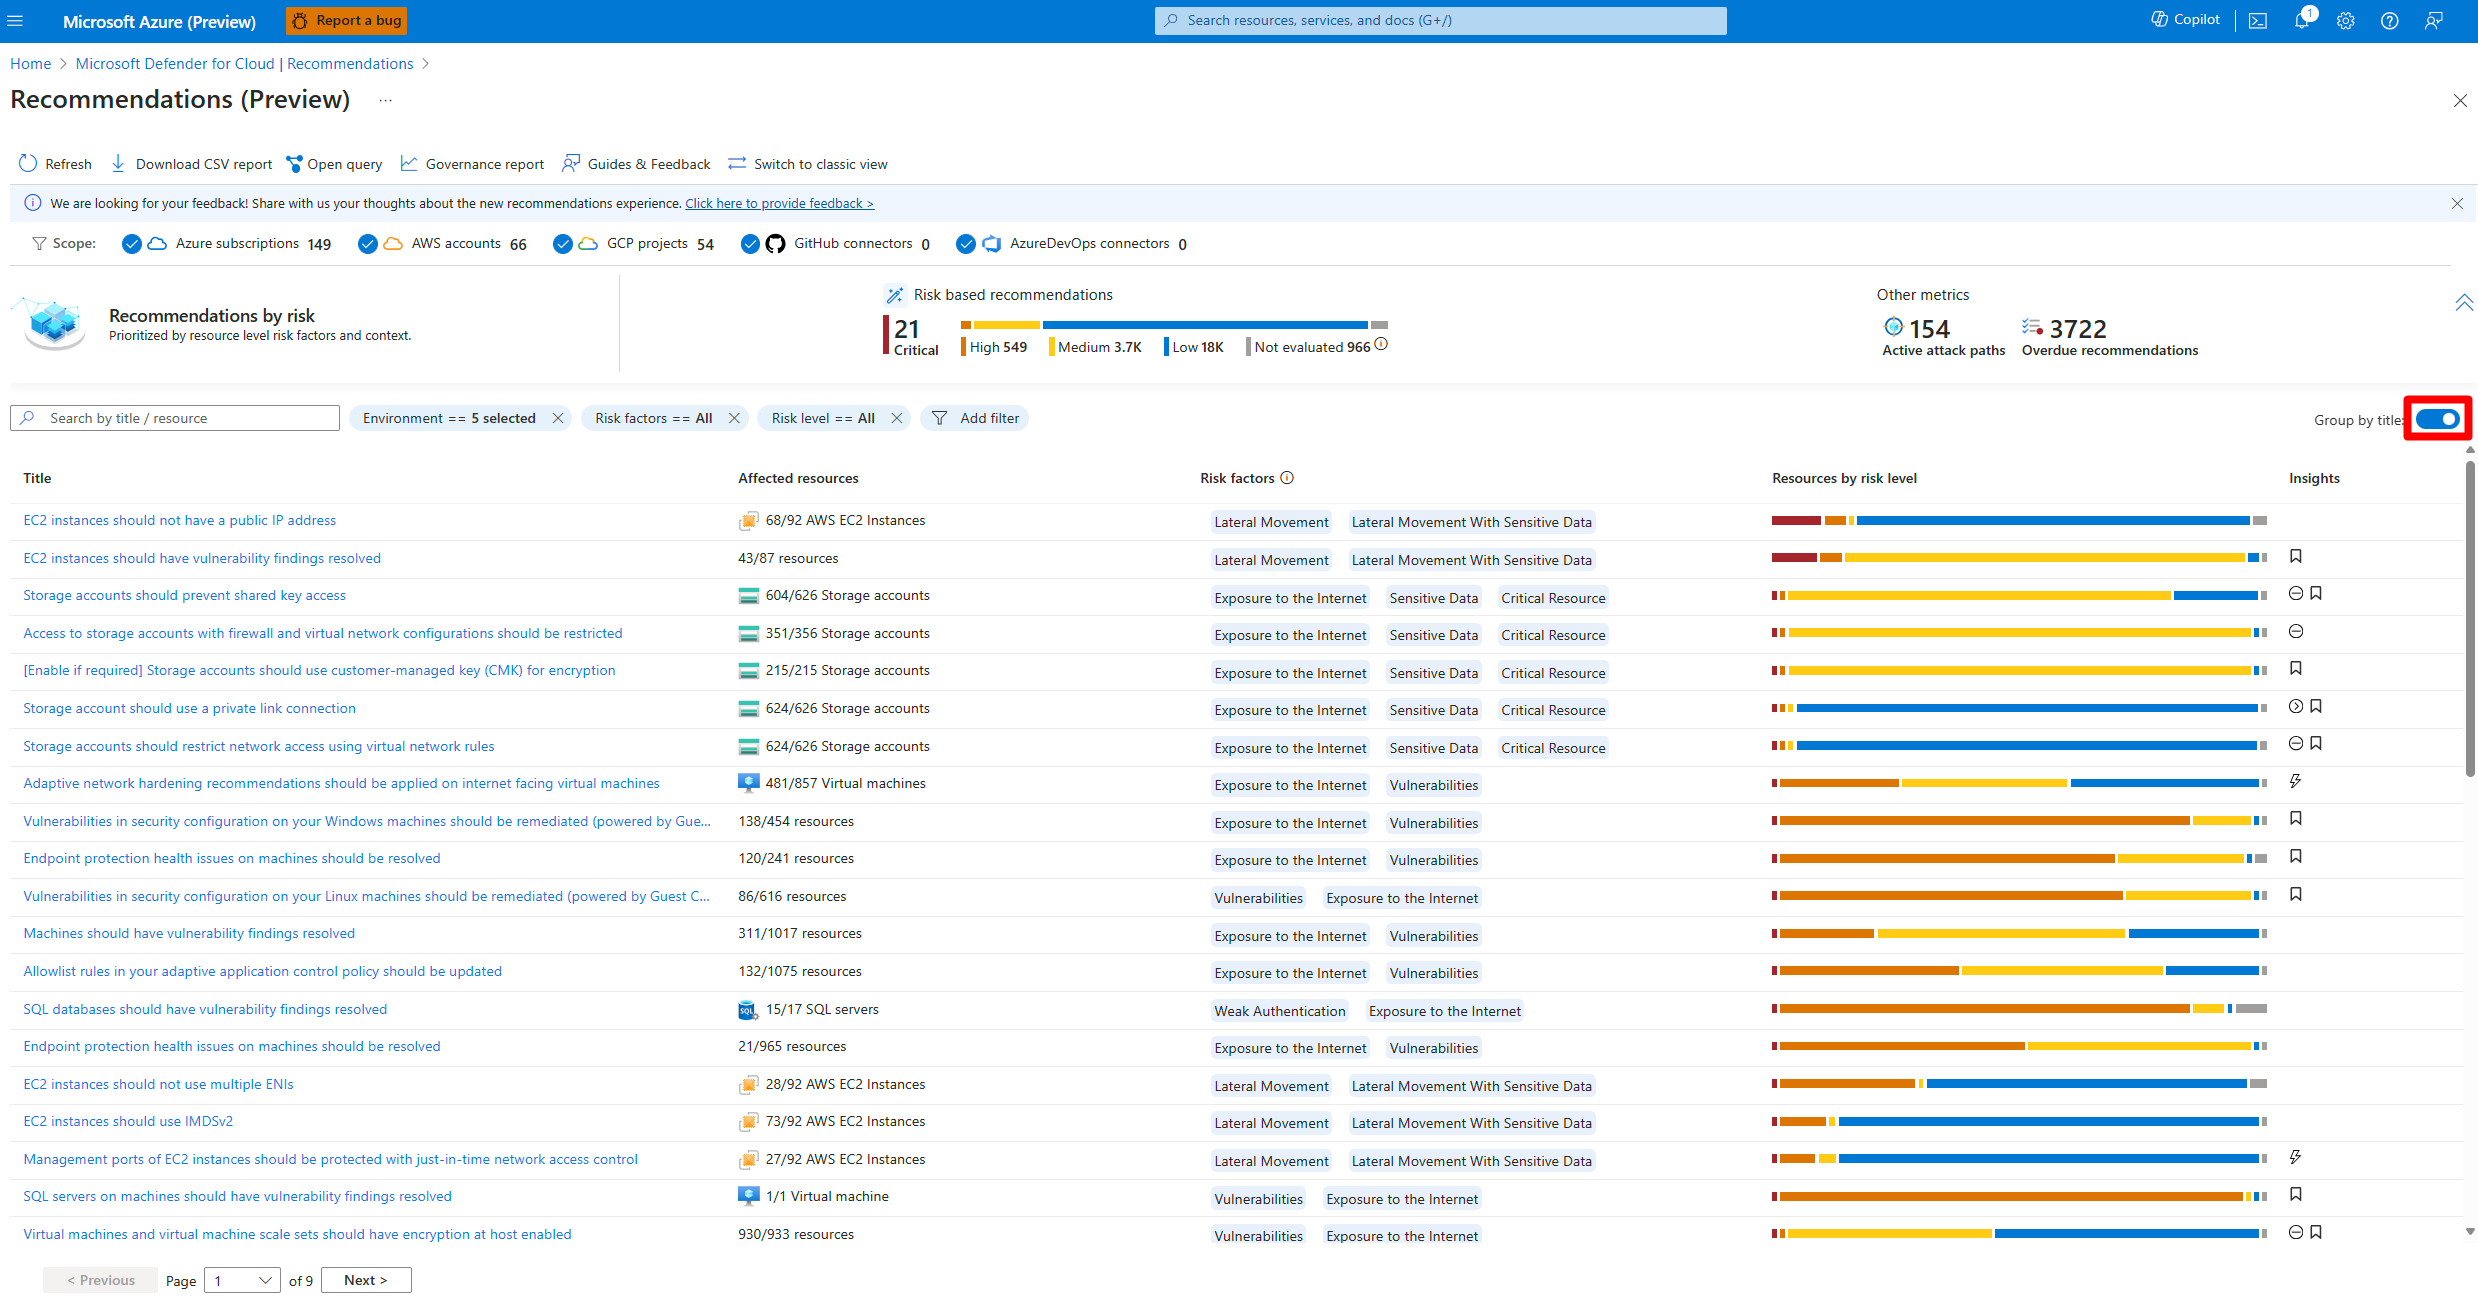 Microsoft Azure (Preview) Report a bug Search resources, services, and docs (G+/) Copilot 1
Home > Microsoft Defender for Cloud | Recommendations >
Recommendations (Preview) ...
Refresh Download CSV report Open query Governance report Guides & Feedback Switch to classic view
We are looking for your feedback! Share with us your thoughts about the new recommendations experience. Click here to provide feedback >
Scope: Azure subscriptions 149 AWS accounts 66 GCP projects 54 GitHub connectors 0 AzureDevOps connectors 0
Recommendations by risk
Prioritized by resource level risk factors and context.
Risk based recommendations
21
Critical
High 549 Medium 3.7K Low 18K Not evaluated 966
Other metrics
154 3722
Active attack paths Overdue recommendations
Search by title / resource Environment == 5 selected Risk factors == All Risk level == All Add filter Group by title:
Title Affected resources Risk factors Resources by risk level Insights
EC2 instances should not have a public IP address 68/92 AWS EC2 Instances Lateral Movement Lateral Movement With Sensitive Data
EC2 instances should have vulnerability findings resolved 43/87 resources Lateral Movement Lateral Movement With Sensitive Data
Storage accounts should prevent shared key access 604/626 Storage accounts Exposure to the Internet Sensitive Data Critical Resource
Access to storage accounts with firewall and virtual network configurations should be restricted 351/356 Storage accounts Exposure to the Internet Sensitive Data Critical Resource
[Enable if required] Storage accounts should use customer-managed key (CMK) for encryption 215/215 Storage accounts Exposure to the Internet Sensitive Data Critical Resource
Storage account should use a private link connection 624/626 Storage accounts Exposure to the Internet Sensitive Data Critical Resource
Storage accounts should restrict network access using virtual network rules 624/626 Storage accounts Exposure to the Internet Sensitive Data Critical Resource
Adaptive network hardening recommendations should be applied on internet facing virtual machines 481/857 Virtual machines Exposure to the Internet Vulnerabilities
Vulnerabilities in security configuration on your Windows machines should be remediated (powered by Gue... 138/454 resources Exposure to the Internet Vulnerabilities
Endpoint protection health issues on machines should be resolved 120/241 resources Exposure to the Internet Vulnerabilities
Vulnerabilities in security configuration on your Linux machines should be remediated (powered by Guest C... 86/616 resources Vulnerabilities Exposure to the Internet
Machines should have vulnerability findings resolved 311/1017 resources Exposure to the Internet Vulnerabilities
Allowlist rules in your adaptive application control policy should be updated 132/1075 resources Exposure to the Internet Vulnerabilities
SQL databases should have vulnerability findings resolved SQL 15/17 SQL servers Weak Authentication Exposure to the Internet
Endpoint protection health issues on machines should be resolved 21/965 resources Exposure to the Internet Vulnerabilities
EC2 instances should not use multiple ENIs 28/92 AWS EC2 Instances Lateral Movement Lateral Movement With Sensitive Data
EC2 instances should use IMDSv2 73/92 AWS EC2 Instances Lateral Movement Lateral Movement With Sensitive Data
Management ports of EC2 instances should be protected with just-in-time network access control 27/92 AWS EC2 Instances Lateral Movement Lateral Movement With Sensitive Data
SQL servers on machines should have vulnerability findings resolved 1/1 Virtual machine Vulnerabilities Exposure to the Internet
Virtual machines and virtual machine scale sets should have encryption at host enabled 930/933 resources Vulnerabilities Exposure to the Internet
< Previous Page 1 of 9 Next >